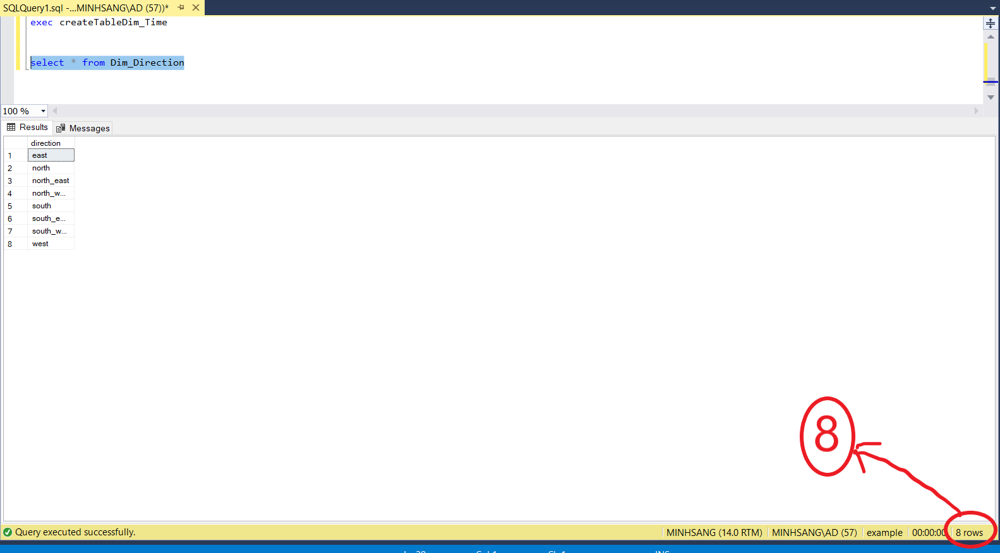 SQLQuery1.sql -...MINHSANG\AD (57))*
exec createTableDim_Time
select * from Dim_Direction
100 %
Results
Messages
direction
1 east
2 north
3 north_east
4 north_w...
5 south
6 south_e...
7 south_w...
8 west
8
Query executed successfully.
MINHSANG (14.0 RTM)
MINHSANG\AD (57)
example
00:00:00
8 rows